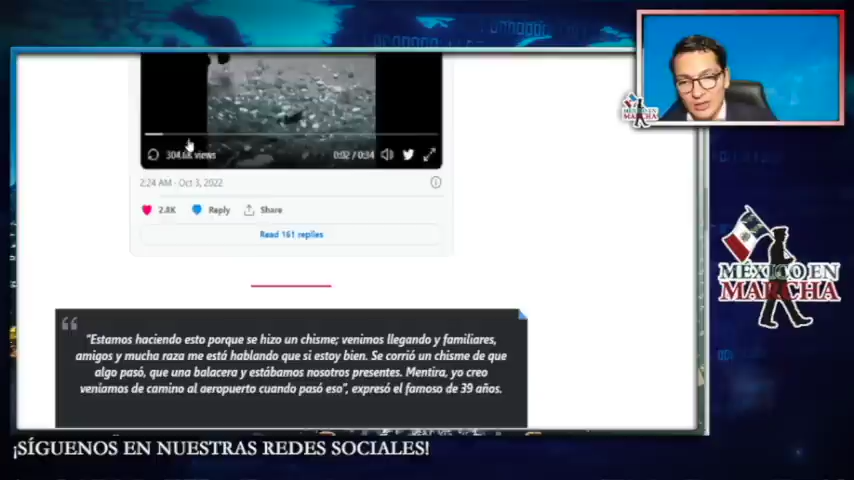 304.6K views
0:02 / 0:34
2:24 AM · Oct 3, 2022
2.8K Reply Share
Read 161 replies
"Estamos haciendo esto porque se hizo un chisme; venimos llegando y familiares,
amigos y mucha raza me está hablando que si estoy bien. Se corrió un chisme de que
algo pasó, que una balacera y estábamos nosotros presentes. Mentira, yo creo
veníamos de camino al aeropuerto cuando pasó eso", expresó el famoso de 39 años.
MÉXICO EN
MARCHA
MÉXICO EN
MARCHA
¡SÍGUENOS EN NUESTRAS REDES SOCIALES!